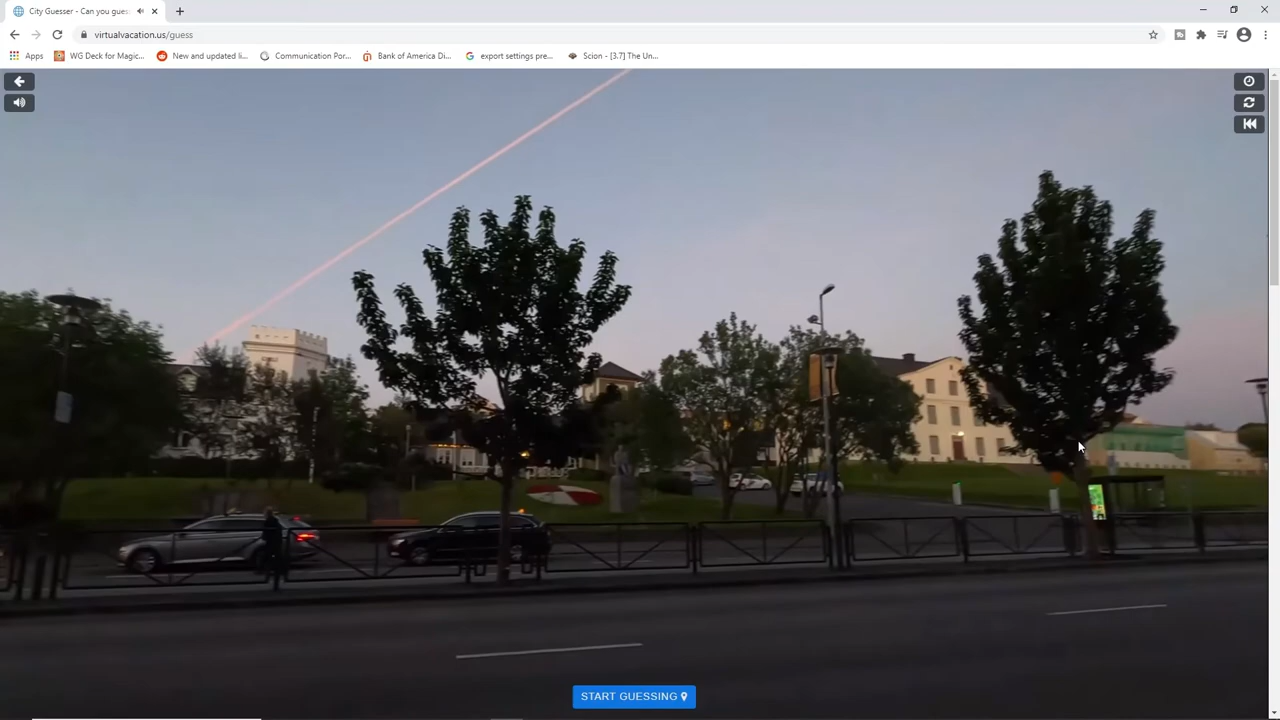 City Guesser - Can you gues
virtualvacation.us/guess
Apps
WG Deck for Magic...
New and updated li...
Communication Por...
Bank of America Di...
export settings pre...
Scion - [3.7] The Un...
START GUESSING